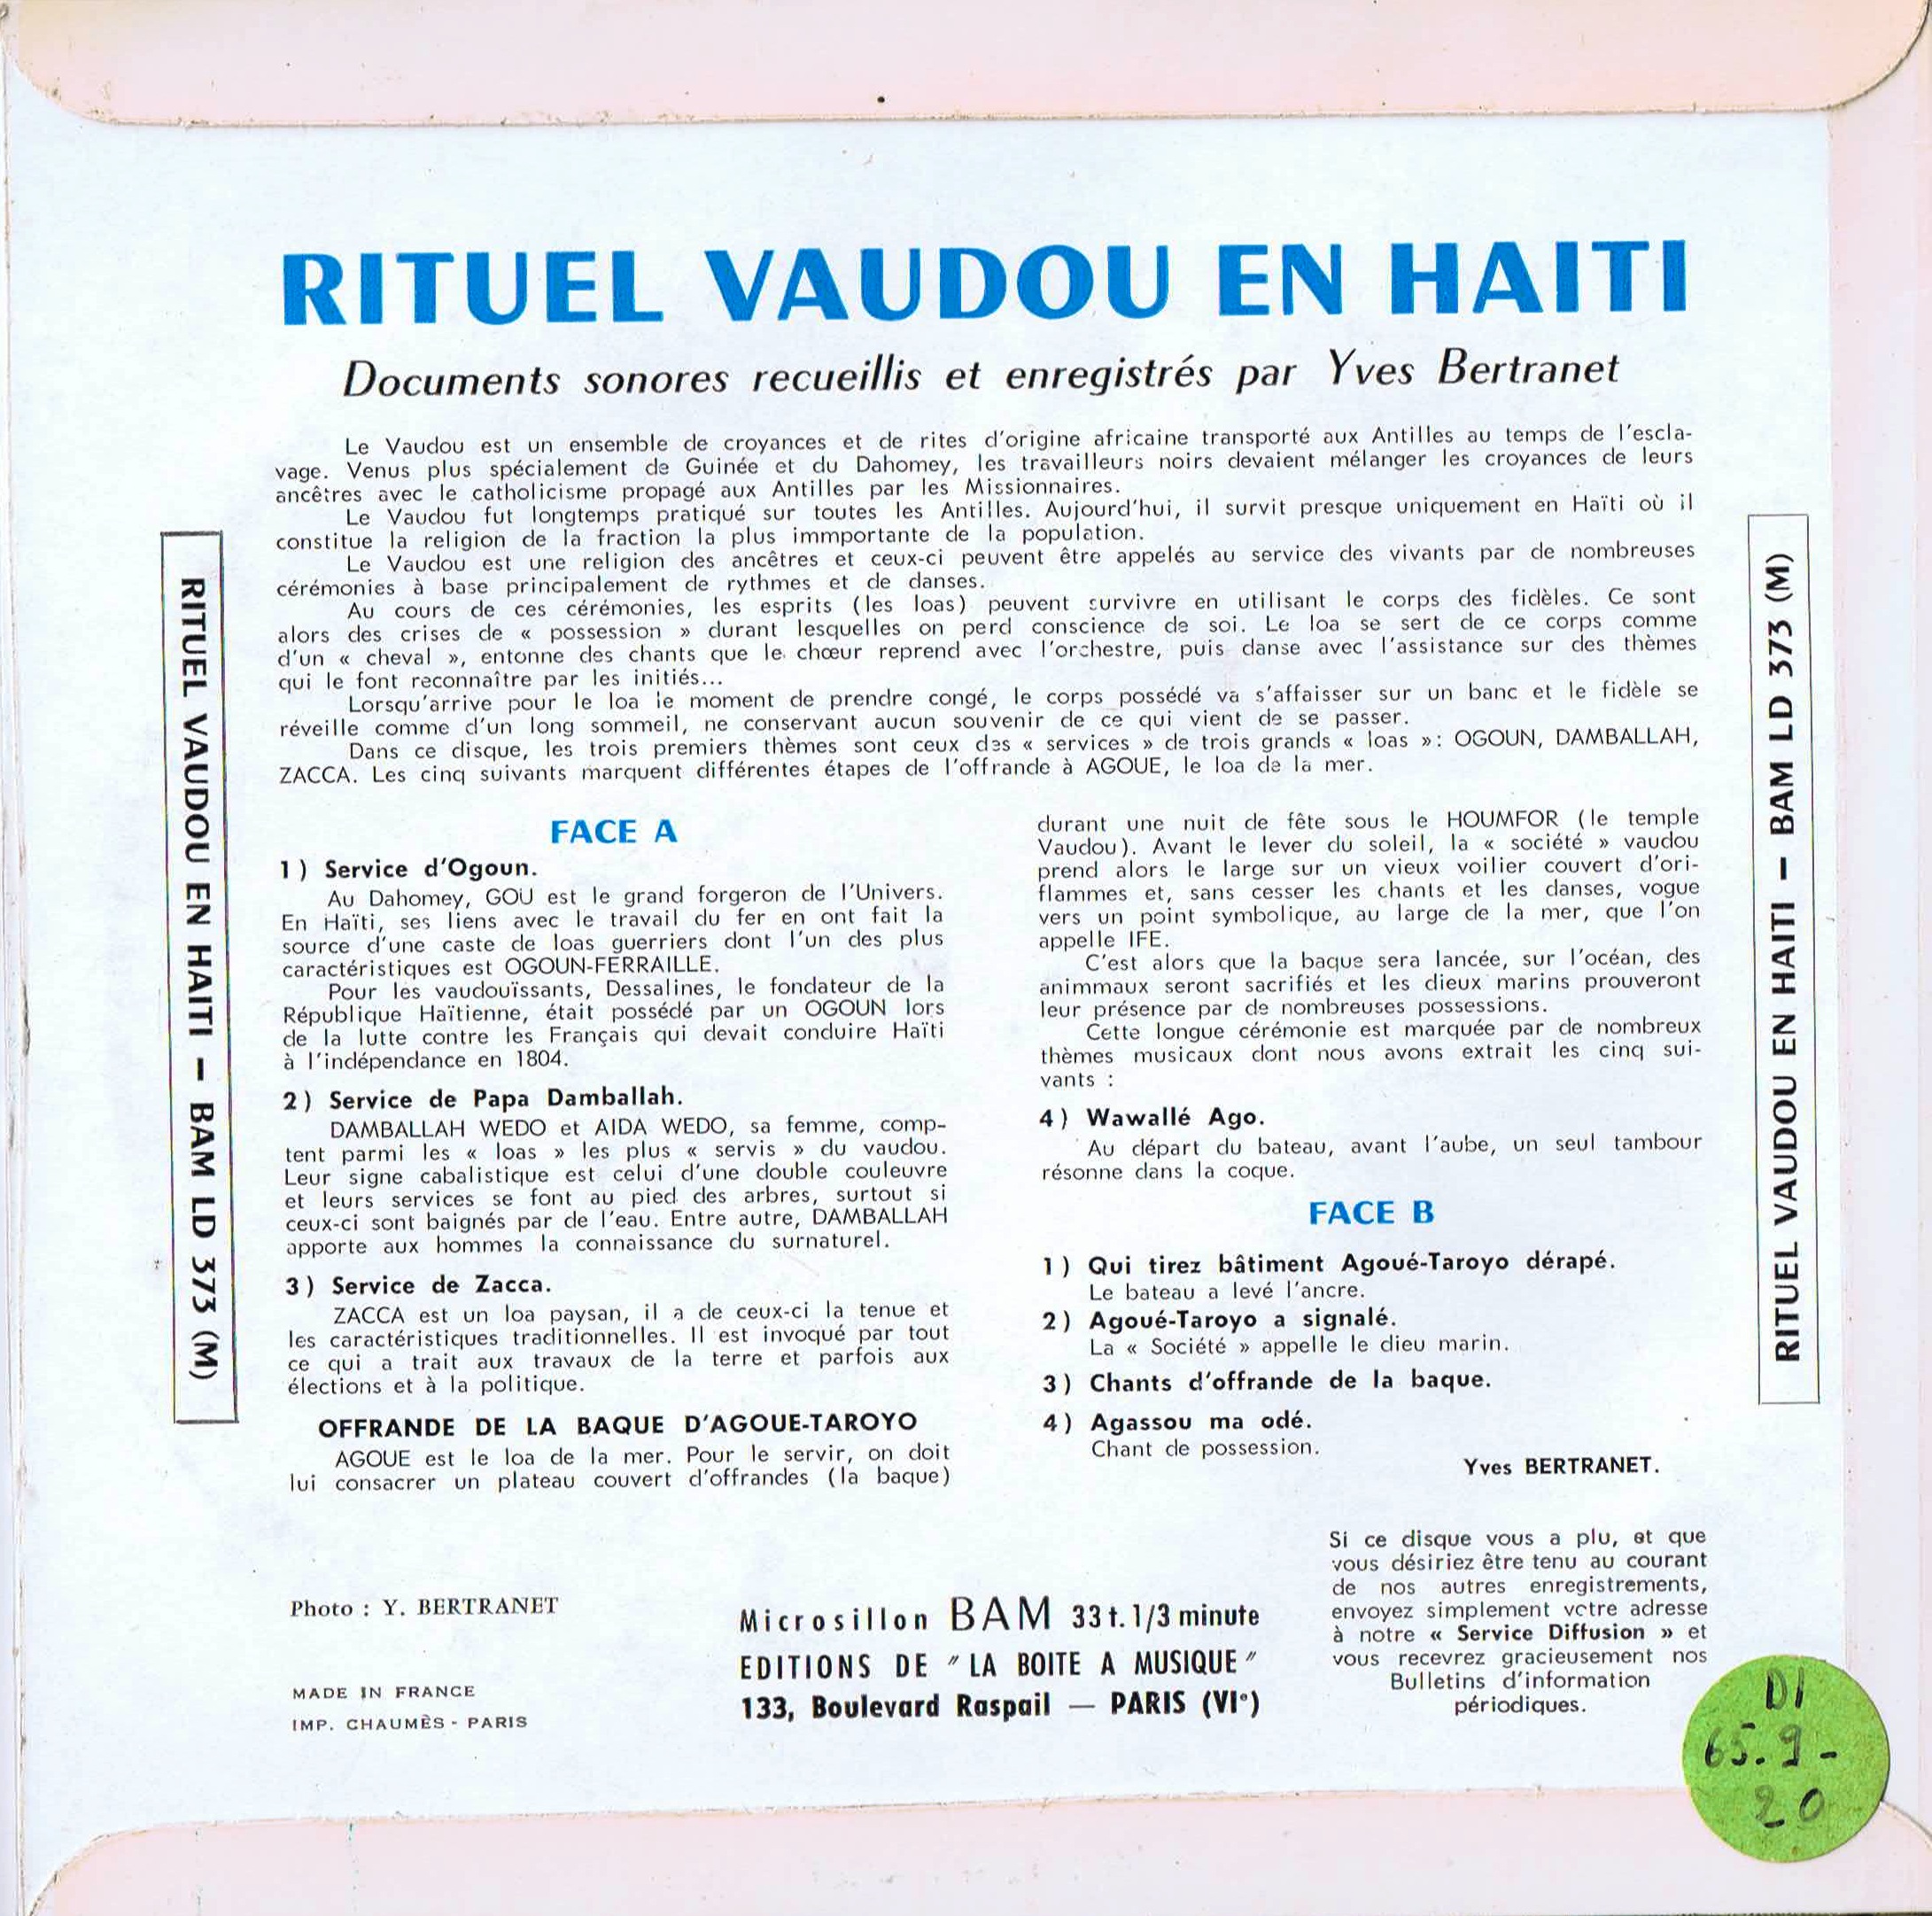 RITUEL VAUDOU EN HAITI
Documents sonores recueillis et enregistrés par Yves Bertranet
Le Vaudou est un ensemble de croyances et de rites d'origine africaine transporté aux Antilles au temps de l'escla-
vage. Venus plus spécialement de Guinée et du Dahomey, les travailleurs noirs devaient mélanger les croyances de leurs
ancêtres avec le catholicisme propagé aux Antilles par les Missionnaires.
Le Vaudou fut longtemps pratiqué sur toutes les Antilles. Aujourd'hui, il survit presque uniquement en Haïti où il
constitue la religion de la fraction la plus immportante de la population.
Le Vaudou est une religion des ancêtres et ceux-ci peuvent être appelés au service des vivants par de nombreuses
cérémonies à base principalement de rythmes et de danses.
Au cours de ces cérémonies, les esprits (les loas) peuvent survivre en utilisant le corps des fidèles. Ce sont
alors des crises de « possession » durant lesquelles on perd conscience de soi. Le loa se sert de ce corps comme
d'un « cheval », entonne des chants que le chœur reprend avec l'orchestre, puis danse avec l'assistance sur des thèmes
qui le font reconnaître par les initiés...
Lorsqu'arrive pour le loa le moment de prendre congé, le corps possédé va s'affaisser sur un banc et le fidèle se
réveille comme d'un long sommeil, ne conservant aucun souvenir de ce qui vient de se passer.
Dans ce disque, les trois premiers thèmes sont ceux des « services » de trois grands « loas »: OGOUN, DAMBALLAH,
ZACCA. Les cinq suivants marquent différentes étapes de l'offrande à AGOUE, le loa de la mer.
RITUEL VAUDOU EN HAITI – BAM LD 373 (M)
FACE A
1) Service d'Ogoun.
Au Dahomey, GOU est le grand forgeron de l'Univers.
En Haïti, ses liens avec le travail du fer en ont fait la
source d'une caste de loas guerriers dont l'un des plus
caractéristiques est OGOUN-FERRAILLE.
Pour les vaudouïssants, Dessalines, le fondateur de la
République Haïtienne, était possédé par un OGOUN lors
de la lutte contre les Français qui devait conduire Haïti
à l'indépendance en 1804.
2) Service de Papa Damballah.
DAMBALLAH WEDO et AIDA WEDO, sa femme, comp-
tent parmi les « loas » les plus « servis » du vaudou.
Leur signe cabalistique est celui d'une double couleuvre
et leurs services se font au pied des arbres, surtout si
ceux-ci sont baignés par de l'eau. Entre autre, DAMBALLAH
apporte aux hommes la connaissance du surnaturel.
3) Service de Zacca.
ZACCA est un loa paysan, il a de ceux-ci la tenue et
les caractéristiques traditionnelles. Il est invoqué par tout
ce qui a trait aux travaux de la terre et parfois aux
élections et à la politique.
OFFRANDE DE LA BAQUE D'AGOUE-TAROYO
AGOUE est le loa de la mer. Pour le servir, on doit
lui consacrer un plateau couvert d'offrandes (la baque)
durant une nuit de fête sous le HOUMFOR (le temple
Vaudou). Avant le lever du soleil, la « société » vaudou
prend alors le large sur un vieux voilier couvert d'ori-
flammes et, sans cesser les chants et les danses, vogue
vers un point symbolique, au large de la mer, que l'on
appelle IFE.
C'est alors que la baque sera lancée, sur l'océan, des
animmaux seront sacrifiés et les dieux marins prouveront
leur présence par de nombreuses possessions.
Cette longue cérémonie est marquée par de nombreux
thèmes musicaux dont nous avons extrait les cinq sui-
vants :
4) Wawallé Ago.
Au départ du bateau, avant l'aube, un seul tambour
résonne dans la coque.
FACE B
1) Qui tirez bâtiment Agoué-Taroyo dérapé.
Le bateau a levé l'ancre.
2) Agoué-Taroyo a signalé.
La « Société » appelle le dieu marin.
3) Chants d'offrande de la baque.
4) Agassou ma odé.
Chant de possession.
Yves BERTRANET.
RITUEL VAUDOU EN HAITI – BAM LD 373 (M)
Photo : Y. BERTRANET
MADE IN FRANCE
IMP. CHAUMÈS - PARIS
Microsillon BAM 33 t. 1/3 minute
EDITIONS DE "LA BOITE A MUSIQUE"
133, Boulevard Raspail — PARIS (VIe)
Si ce disque vous a plu, et que
vous désiriez être tenu au courant
de nos autres enregistrements,
envoyez simplement votre adresse
à notre « Service Diffusion » et
vous recevrez gracieusement nos
Bulletins d'information
périodiques.
DI
65.9-
20